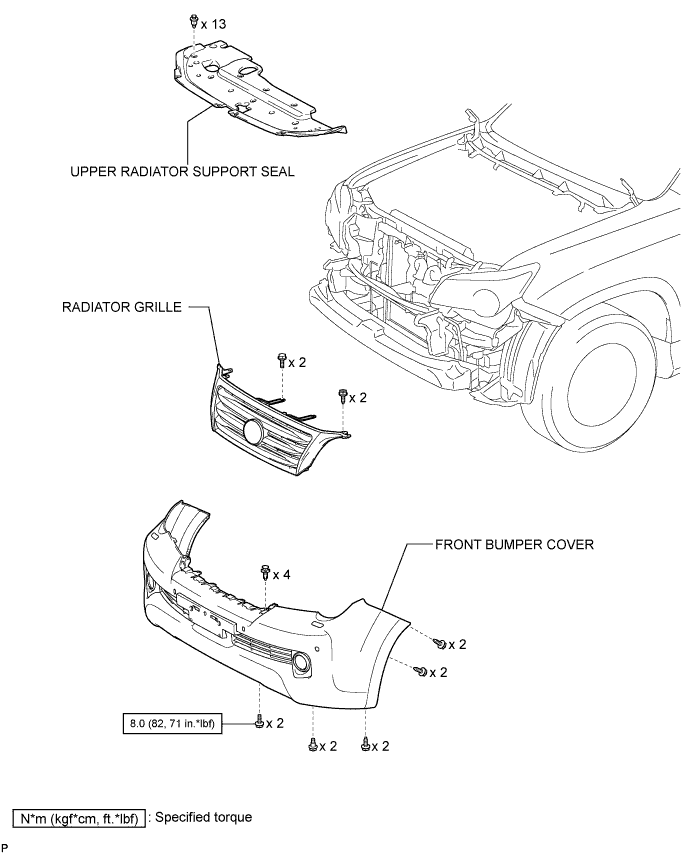 x 13
UPPER RADIATOR SUPPORT SEAL
RADIATOR GRILLE
x 2
x 2
FRONT BUMPER COVER
x 4
x 2
x 2
8.0 (82, 71 in.*lbf)
x 2
x 2
x 2
N*m (kgf*cm, ft.*lbf) : Specified torque
P